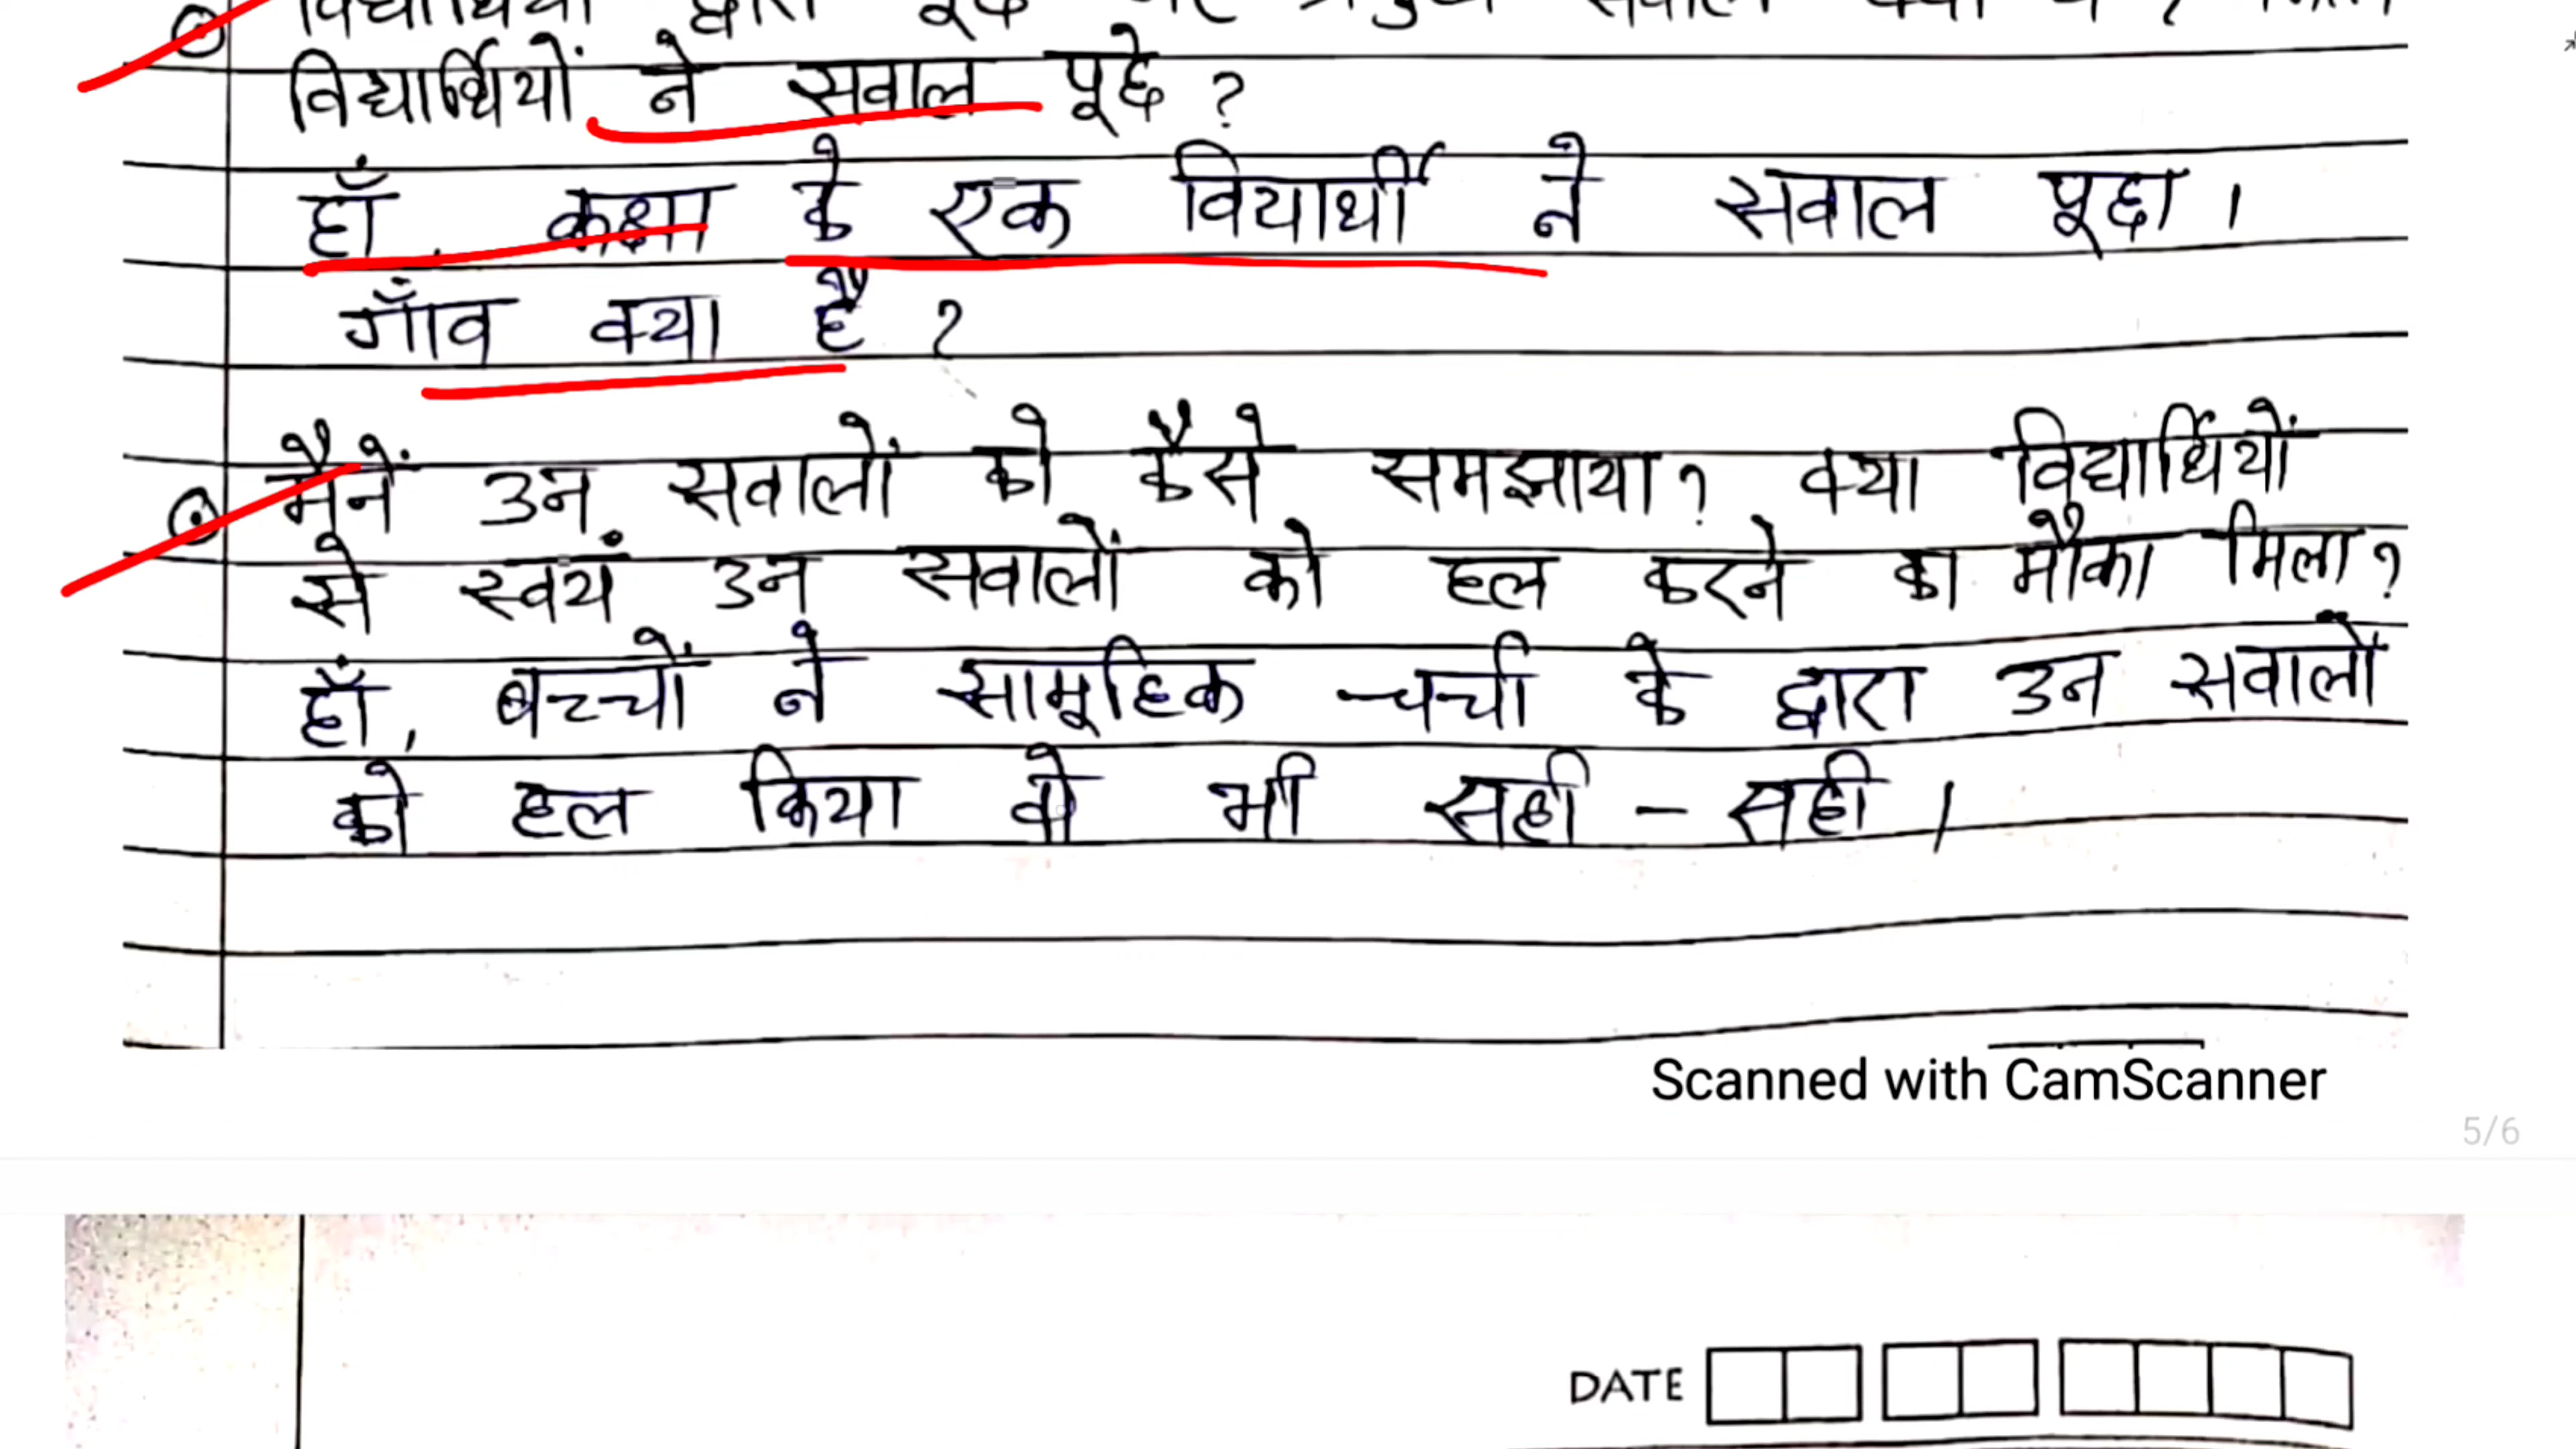 विद्यार्थियों ने सवाल पूछे ?
हाँ, कक्षा के एक विद्यार्थी ने सवाल पूछा ।
गाँव क्या है ?
मैनें उन सवालों को कैसे समझाया? क्या विद्यार्थियों
से स्वयं उन सवालों को हल करने का मौका मिला ?
हाँ, बच्चों ने सामूहिक चर्चा के द्वारा उन सवालों
को हल किया वो भी सही - सही ।
Scanned with CamScanner
5/6
DATE